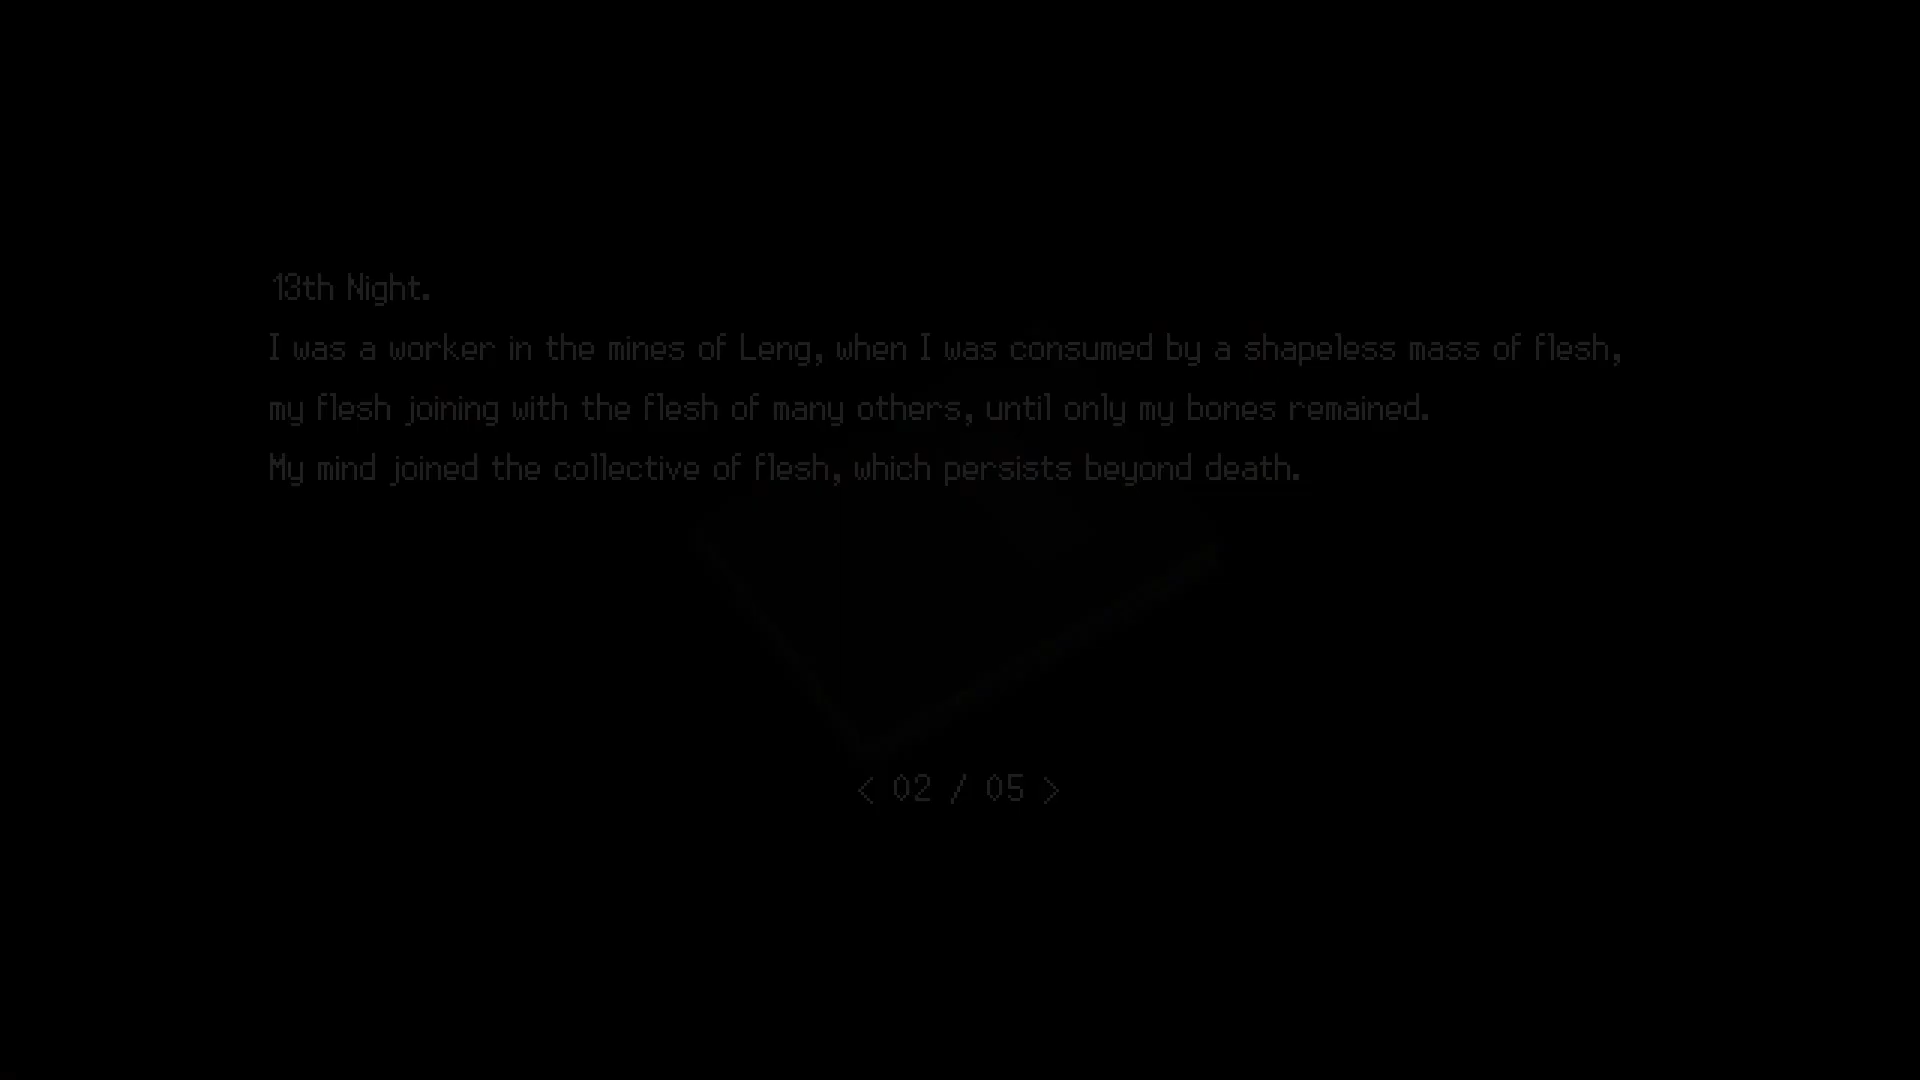 13th Night.
I was a worker in the mines of Leng, when I was consumed by a shapeless mass of flesh,
my flesh joining with the flesh of many others, until only my bones remained.
My mind joined the collective of flesh, which persists beyond death.
< 02 / 05 >